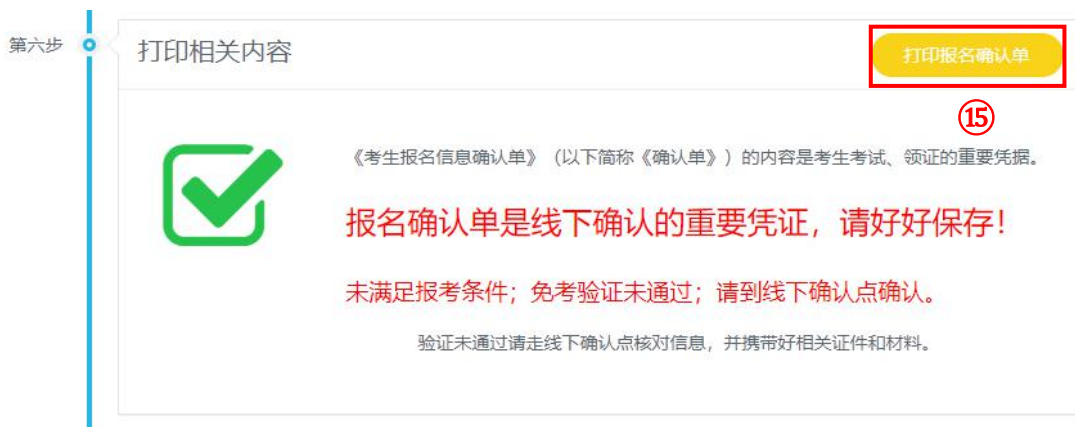 第六步
打印相关内容
打印报名确认单
⑮
《考生报名信息确认单》（以下简称《确认单》）的内容是考生考试、领证的重要凭据。
报名确认单是线下确认的重要凭证，请好好保存！
未满足报考条件；免考验证未通过；请到线下确认点确认。
验证未通过请走线下确认点核对信息，并携带好相关证件和材料。